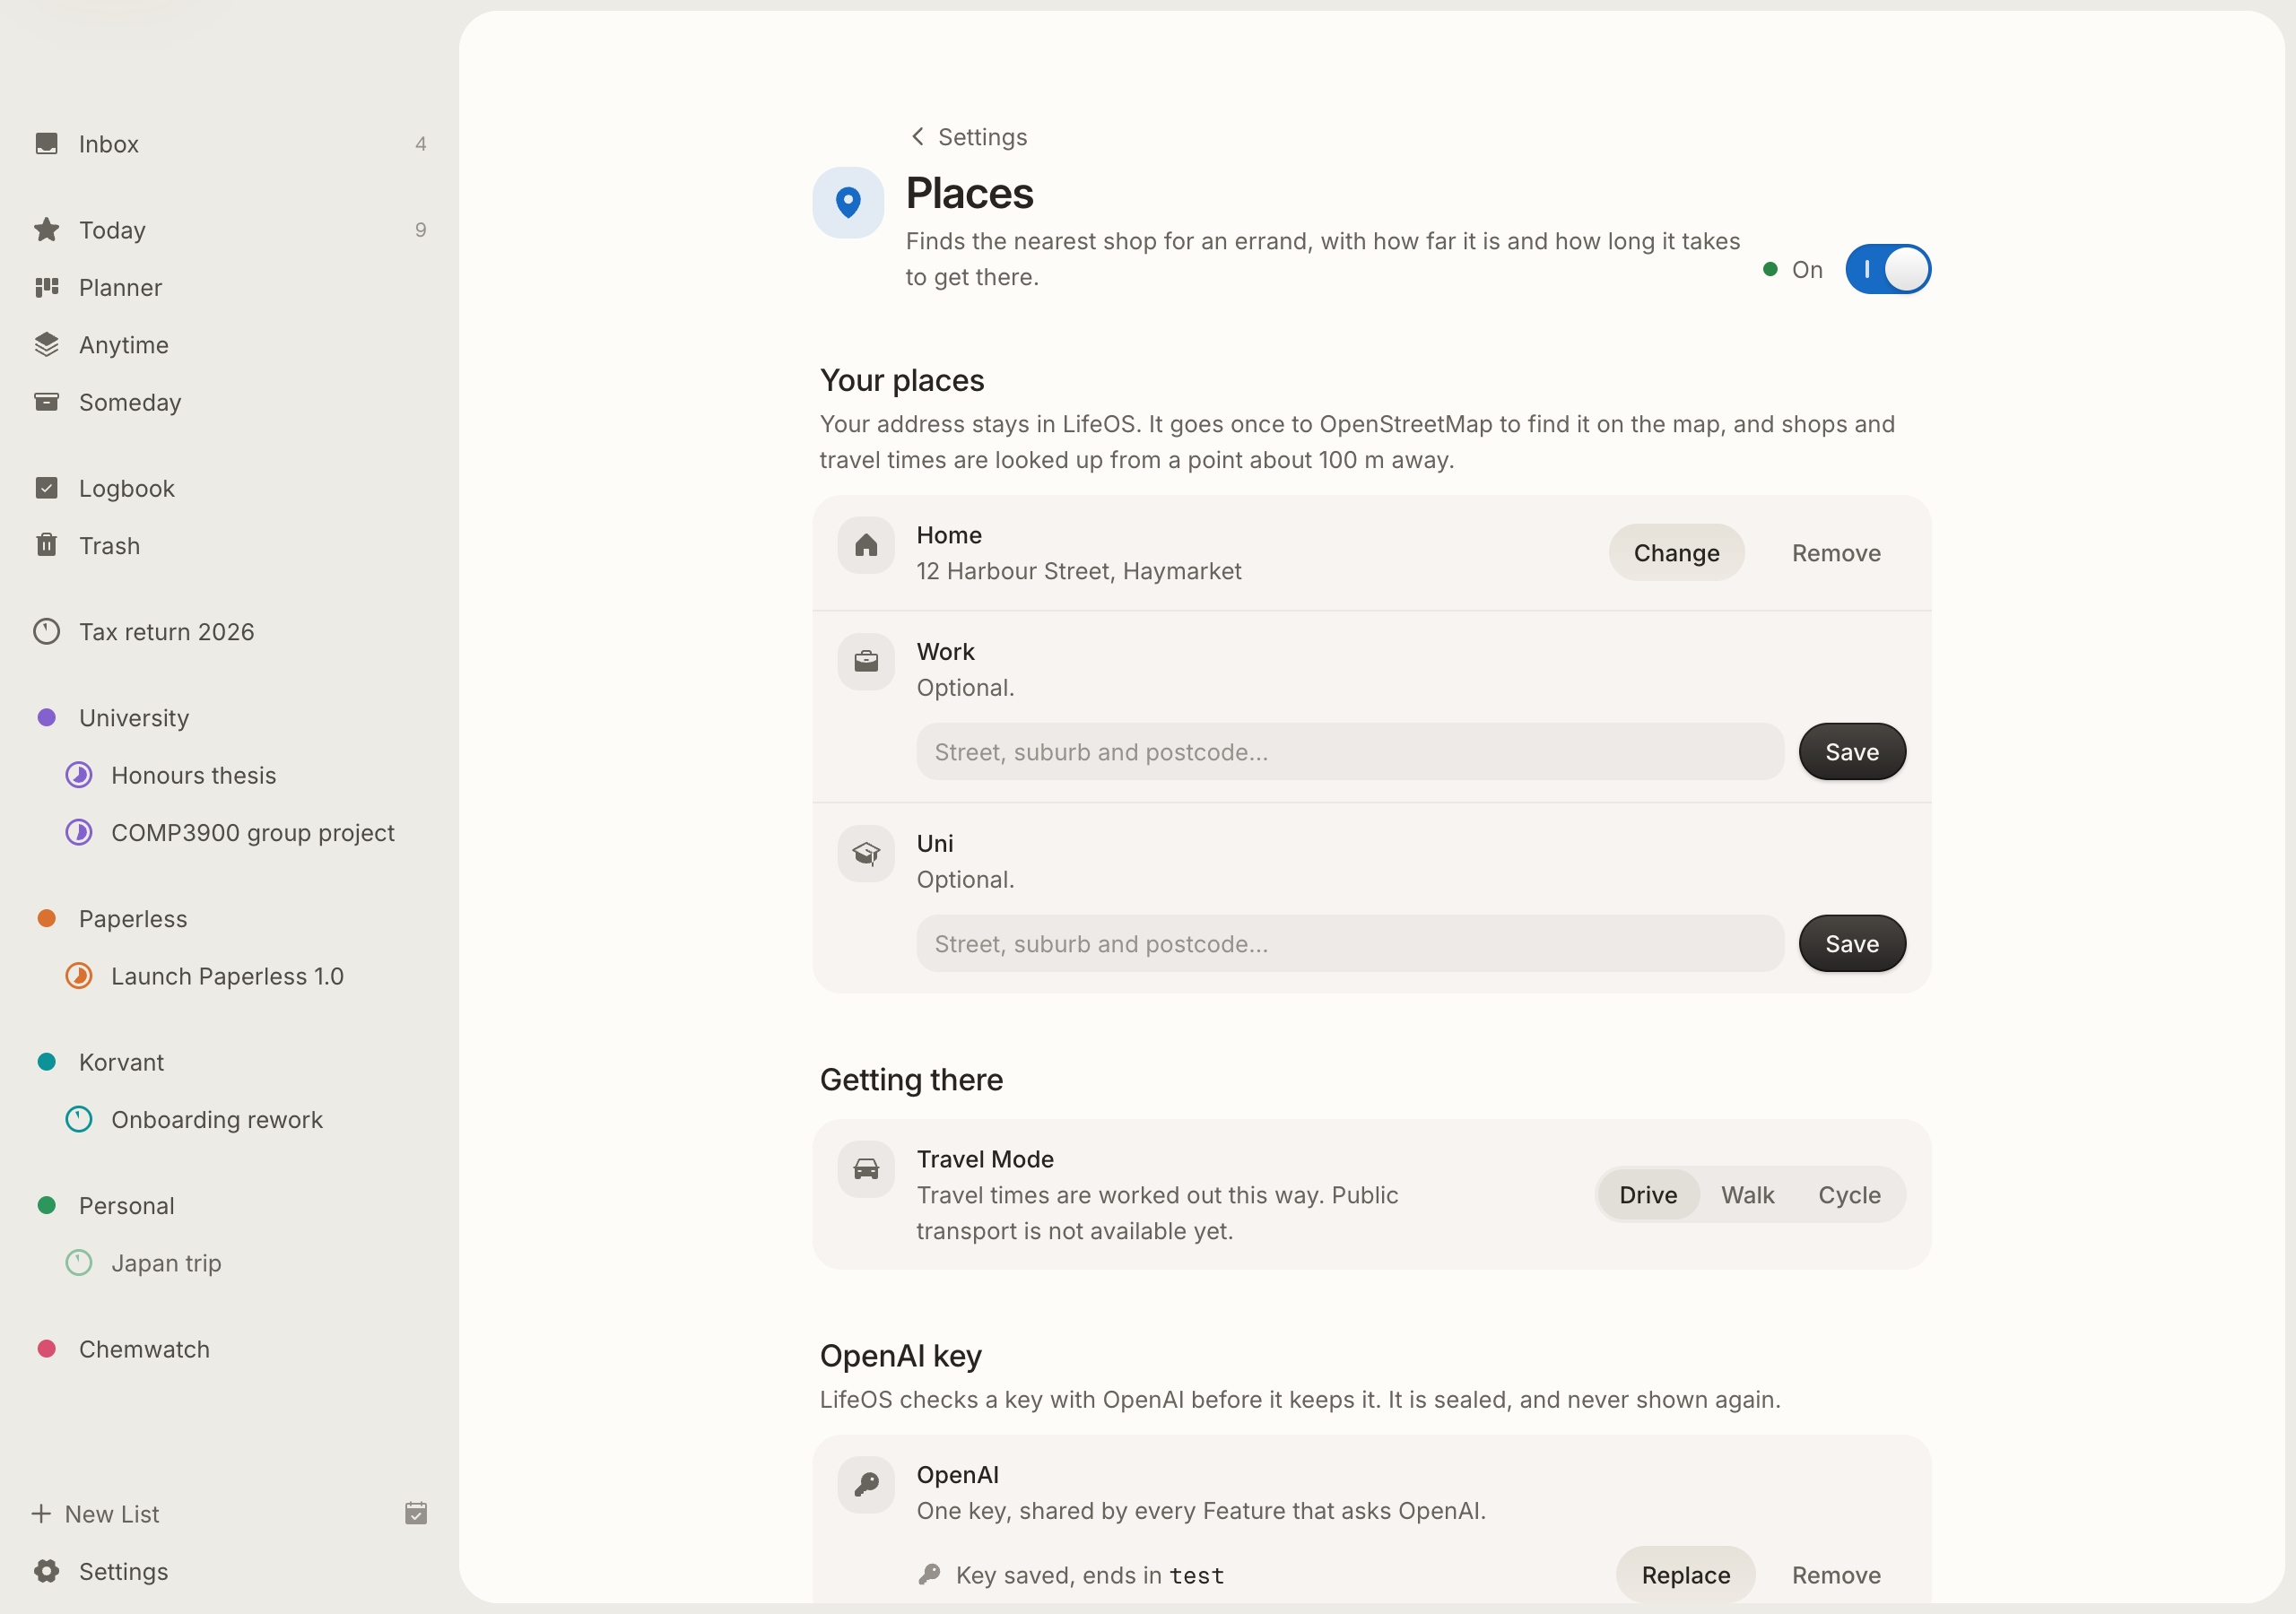 Inbox 4
Today 9
Planner
Anytime
Someday
Logbook
Trash
Tax return 2026
University
Honours thesis
COMP3900 group project
Paperless
Launch Paperless 1.0
Korvant
Onboarding rework
Personal
Japan trip
Chemwatch
New List
Settings
Settings
Places
Finds the nearest shop for an errand, with how far it is and how long it takes
to get there.
On
Your places
Your address stays in LifeOS. It goes once to OpenStreetMap to find it on the map, and shops and
travel times are looked up from a point about 100 m away.
Home
12 Harbour Street, Haymarket
Change Remove
Work
Optional.
Street, suburb and postcode... Save
Uni
Optional.
Street, suburb and postcode... Save
Getting there
Travel Mode
Travel times are worked out this way. Public
transport is not available yet.
Drive Walk Cycle
OpenAI key
LifeOS checks a key with OpenAI before it keeps it. It is sealed, and never shown again.
OpenAI
One key, shared by every Feature that asks OpenAI.
Key saved, ends in test
Replace Remove